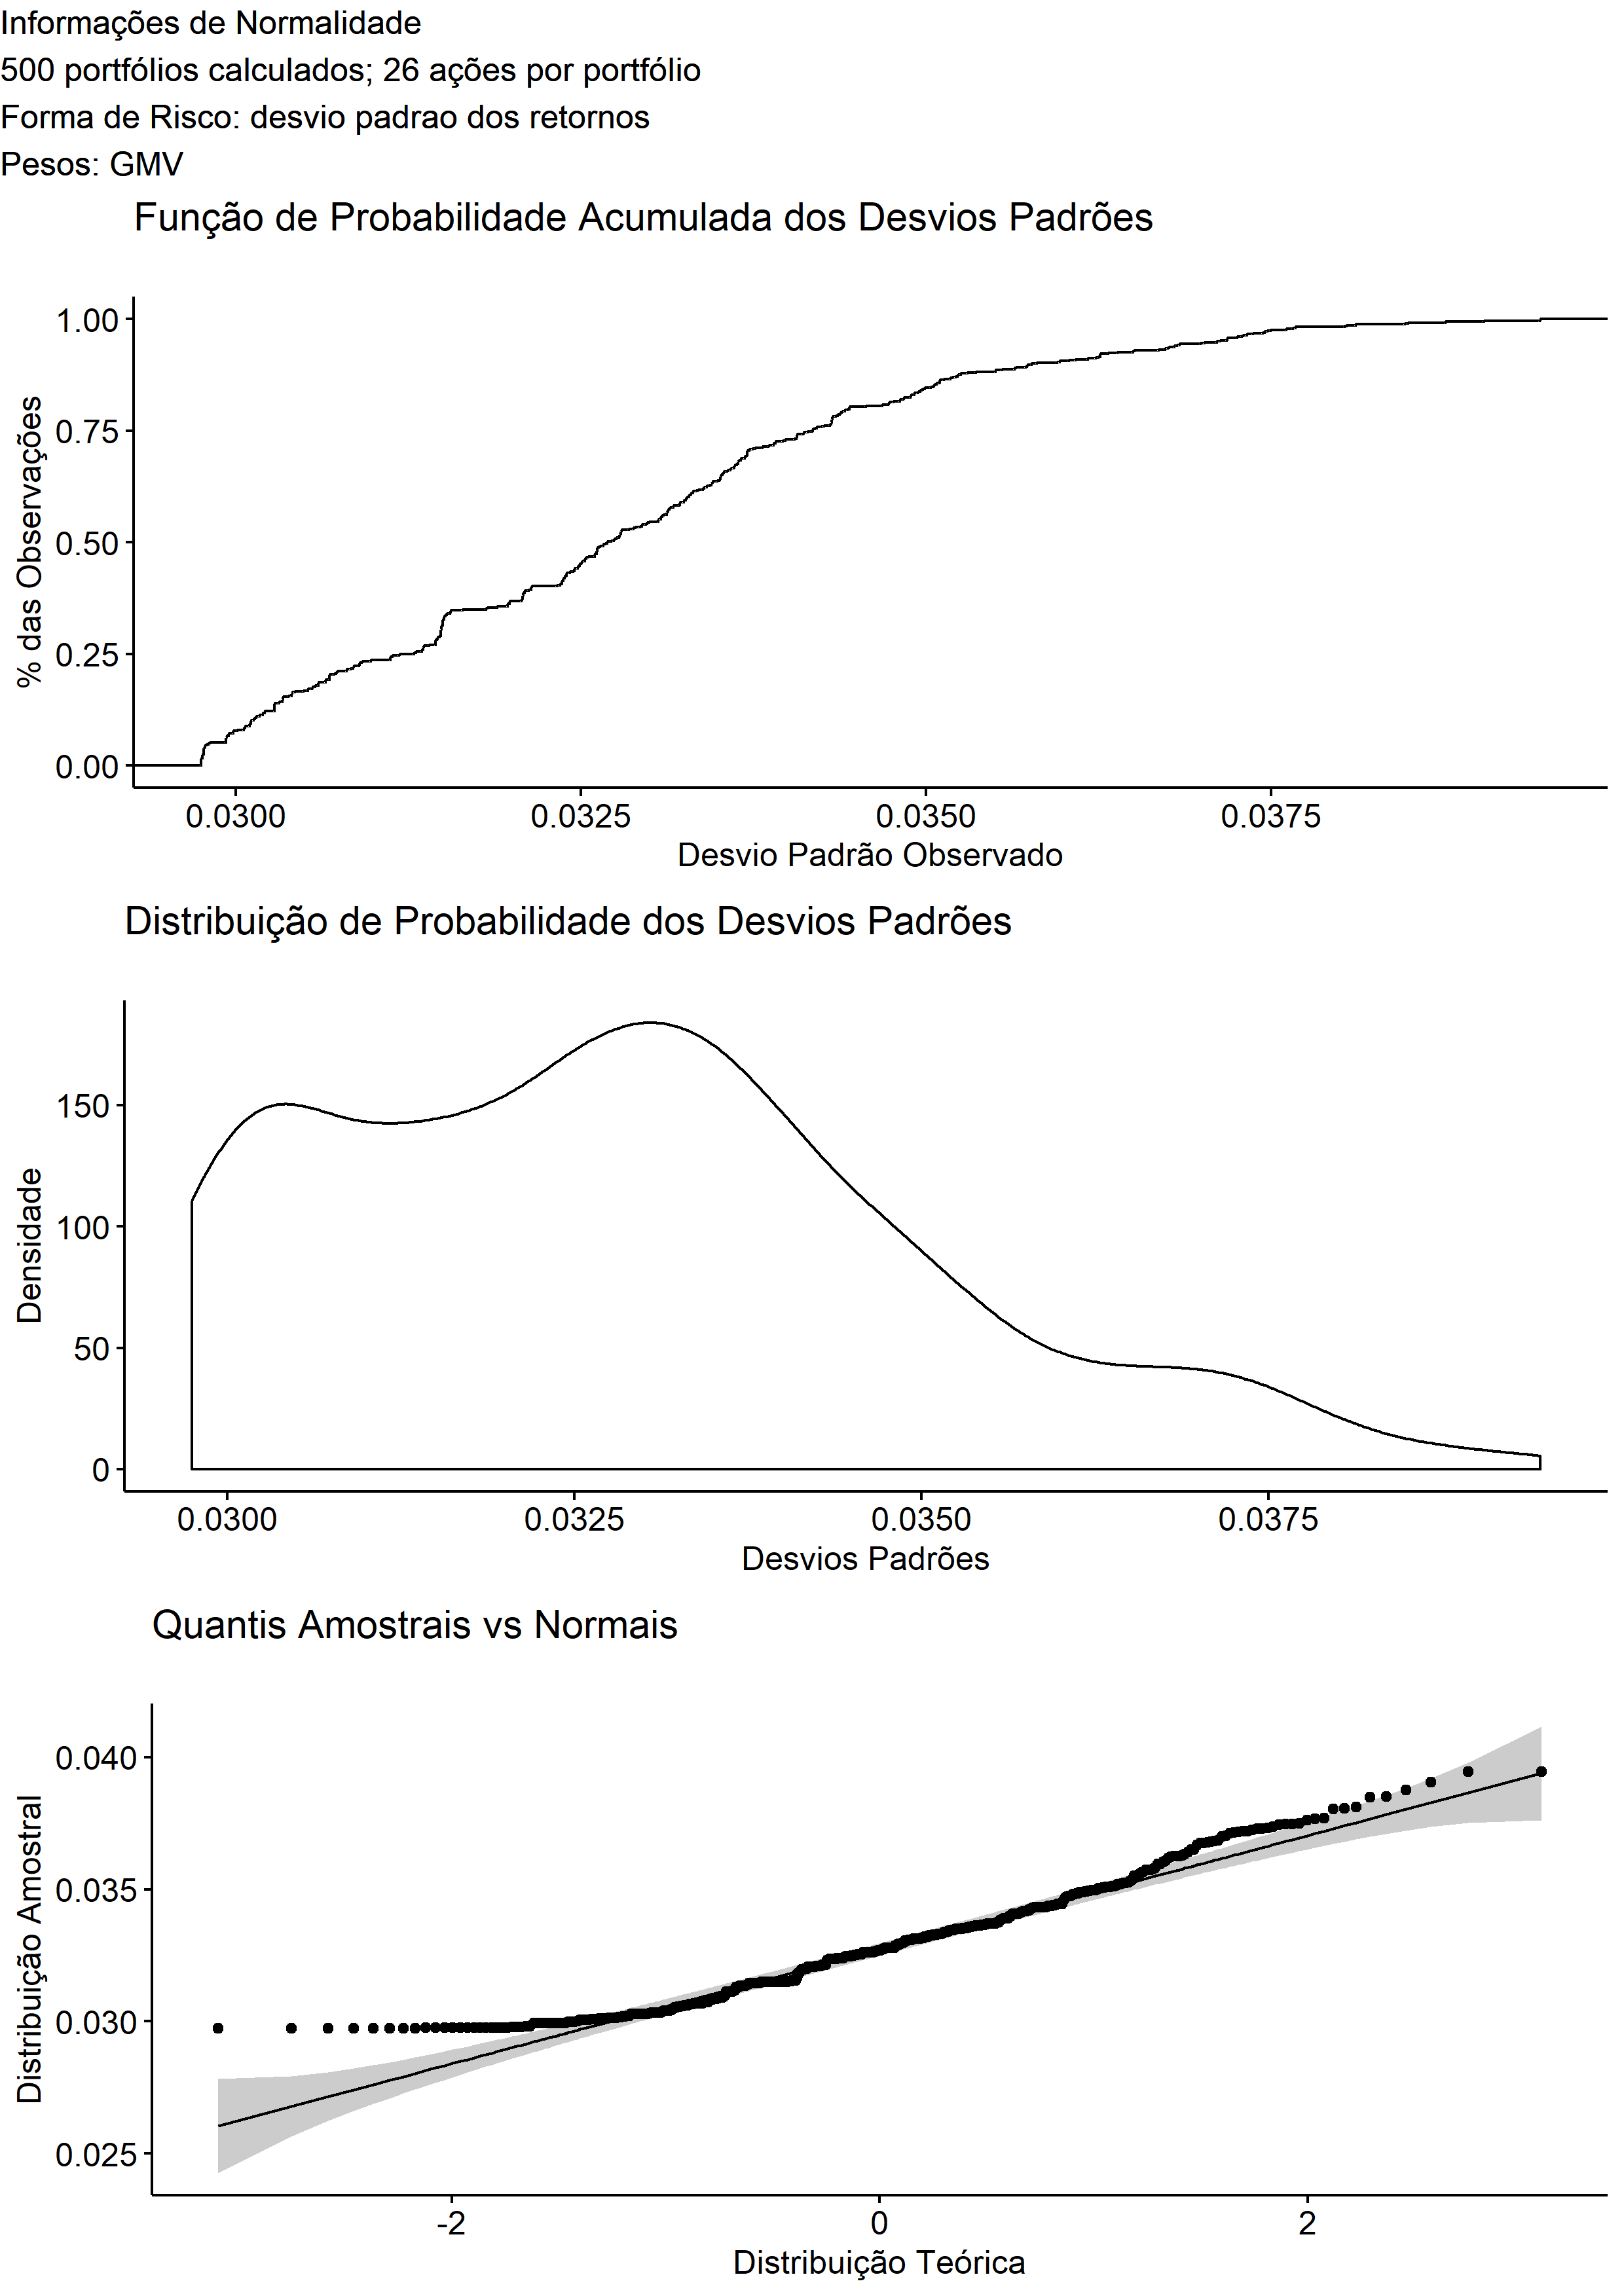 Informações de Normalidade
500 portfólios calculados; 26 ações por portfólio
Forma de Risco: desvio padrao dos retornos
Pesos: GMV
Função de Probabilidade Acumulada dos Desvios Padrões
% das Observações
1.00
0.75
0.50
0.25
0.00
0.0300 0.0325 0.0350 0.0375
Desvio Padrão Observado
Distribuição de Probabilidade dos Desvios Padrões
Densidade
150
100
50
0
0.0300 0.0325 0.0350 0.0375
Desvios Padrões
Quantis Amostrais vs Normais
Distribuição Amostral
0.040
0.035
0.030
0.025
-2 0 2
Distribuição Teórica